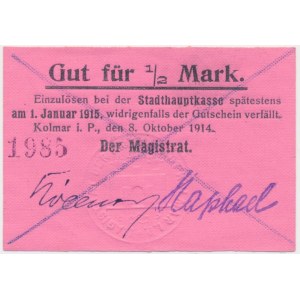 Gut für 1/2 Mark.
Einzulösen bei der Stadthauptkasse spätestens
am 1. Januar 1915, widrigenfalls der Gutschein verfällt.
Kolmar i. P., den 8. Oktober 1914.
1985
Der Magistrat.
Raphael